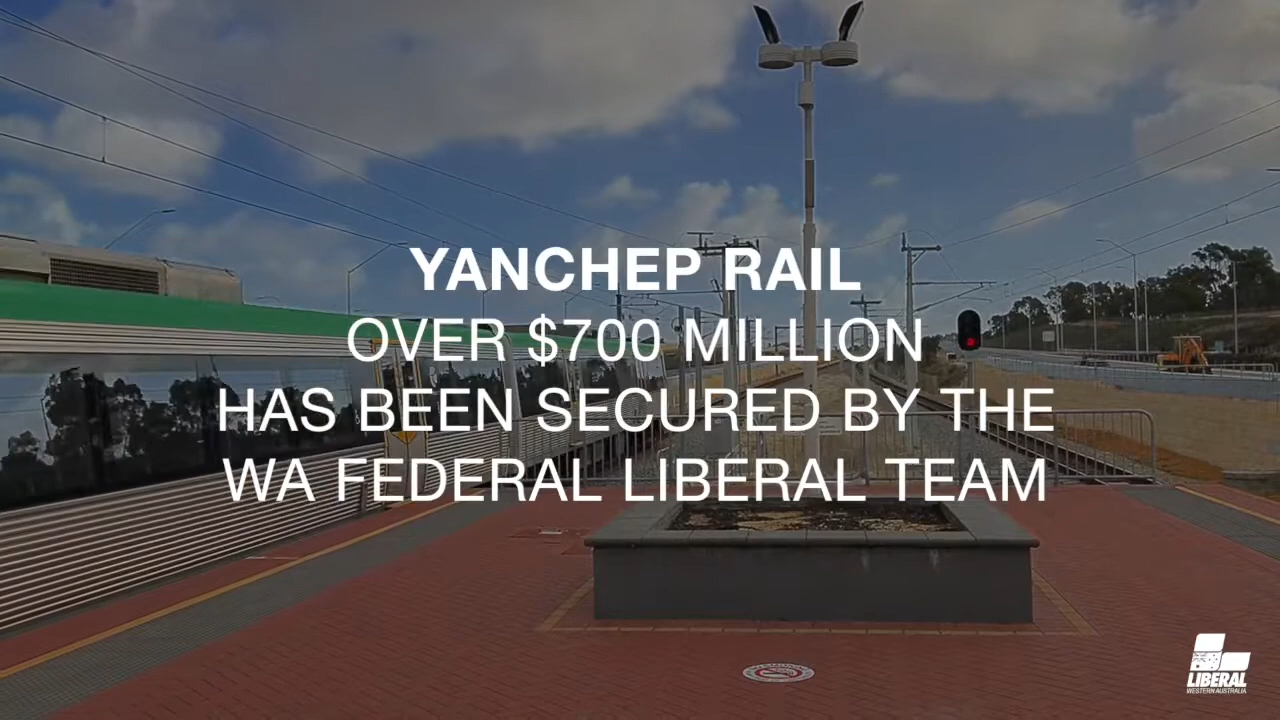 YANCHEP RAIL
OVER $700 MILLION
HAS BEEN SECURED BY THE
WA FEDERAL LIBERAL TEAM
LIBERAL
WESTERN AUSTRALIA